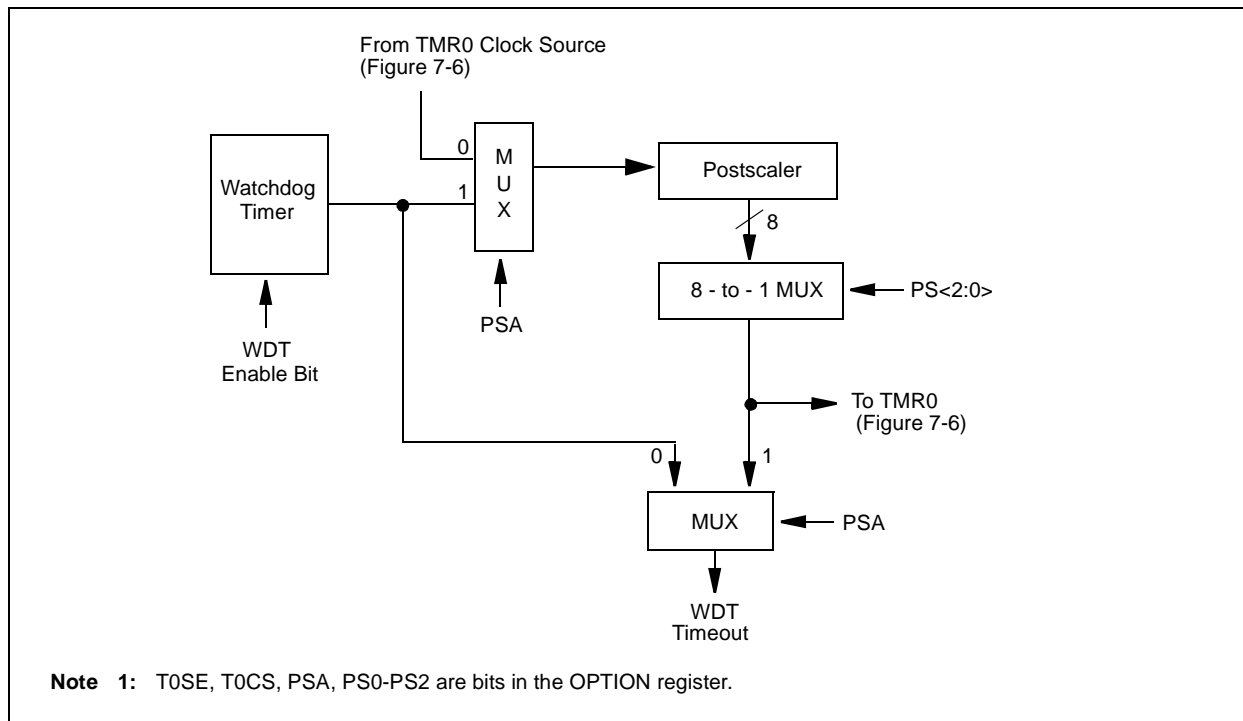 From TMR0 Clock Source
(Figure 7-6)
0
M
U
X
1
Watchdog
Timer
Postscaler
8
8 - to - 1 MUX
PS<2:0>
PSA
WDT
Enable Bit
To TMR0
(Figure 7-6)
0
1
MUX
PSA
WDT
Timeout
Note 1: T0SE, T0CS, PSA, PS0-PS2 are bits in the OPTION register.